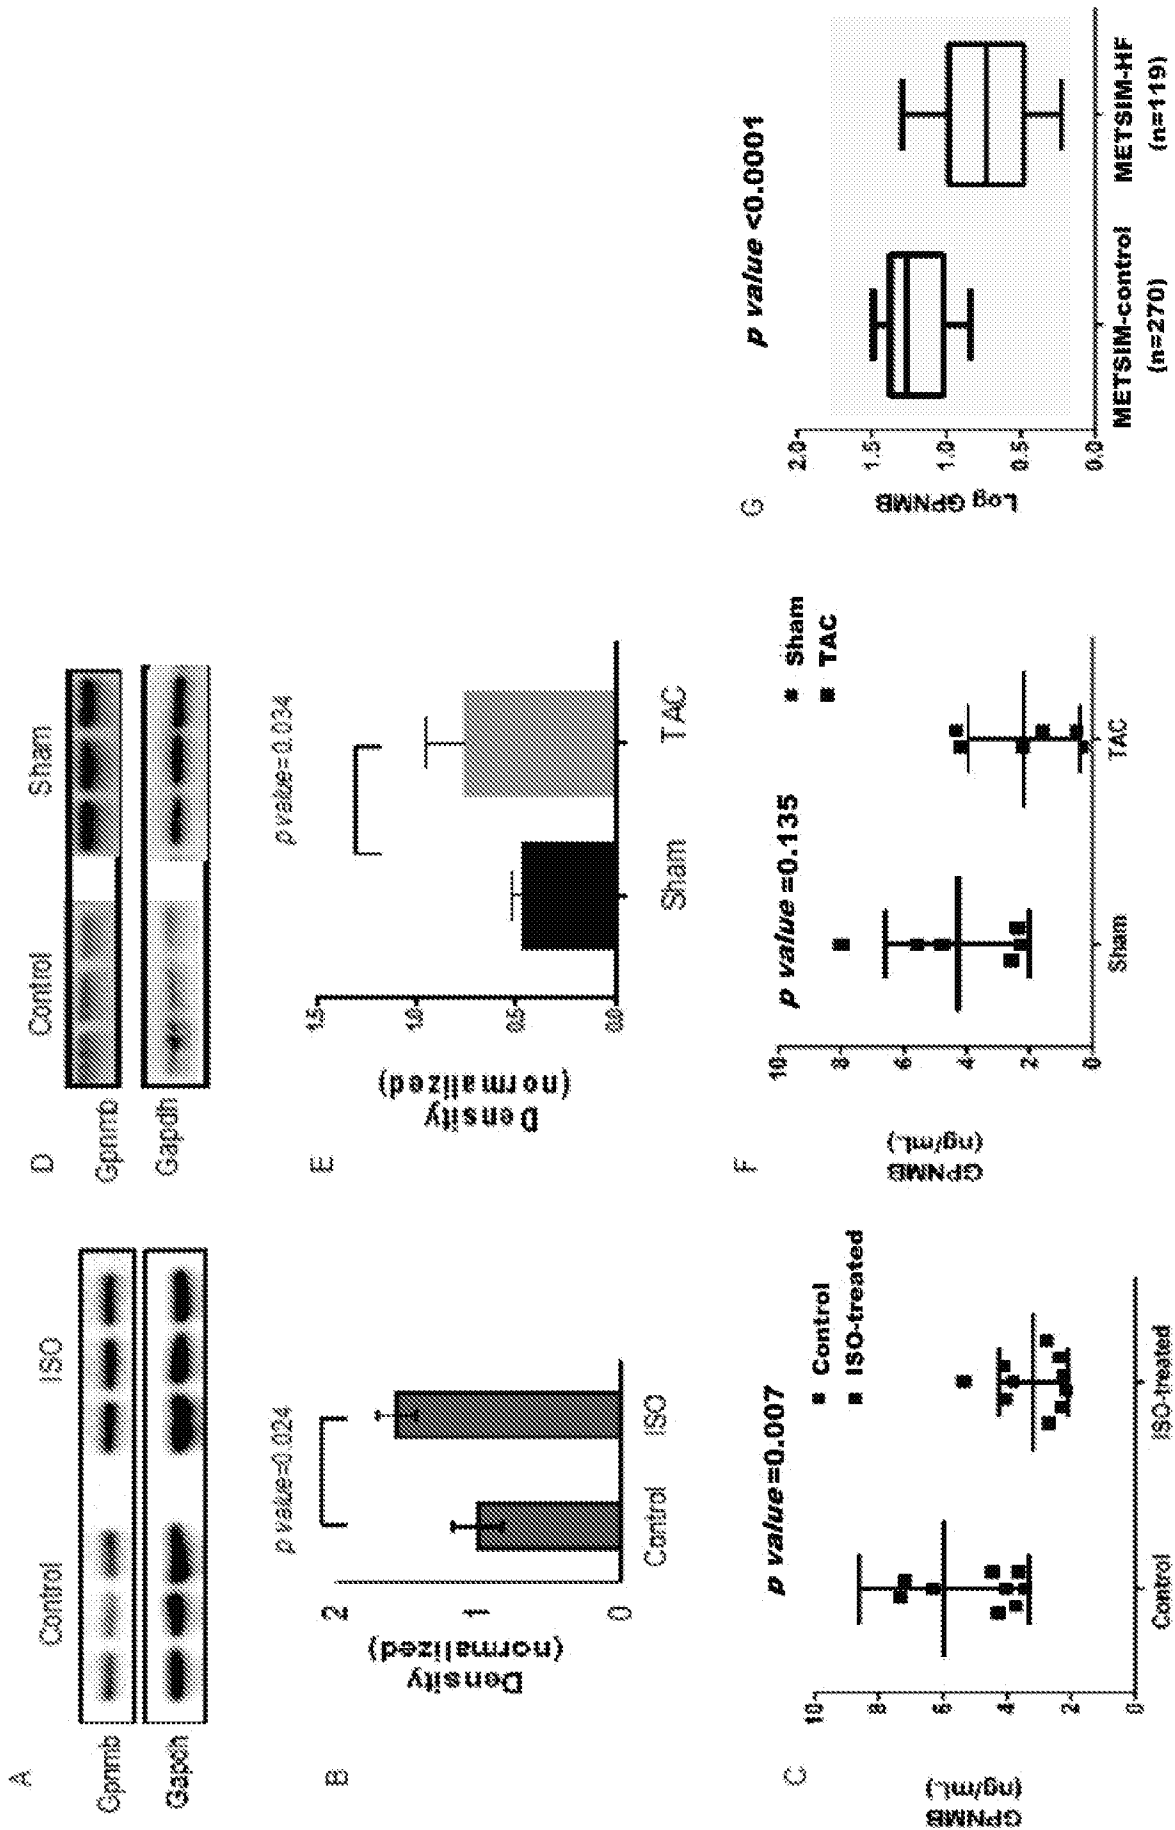 A
Control
ISO
Gpnmb
Gapdh
B
p value=0.024
2
1
0
Density
(normalized)
Control
ISO
C
p value=0.007
Control
ISO-treated
10
8
6
4
2
0
GPNMB
(ng/mL)
Control
ISO-treated
D
Control
Sham
Gpnmb
Gapdh
E
p value=0.034
1.5
1.0
0.5
0.0
Density
(normalized)
Sham
TAC
F
p value=0.135
Sham
TAC
10
8
6
4
2
0
GPNMB
(ng/mL)
Sham
TAC
G
p value <0.0001
2.0
1.5
1.0
0.5
0.0
Log GPNMB
METSIM-control
(n=270)
METSIM-HF
(n=119)